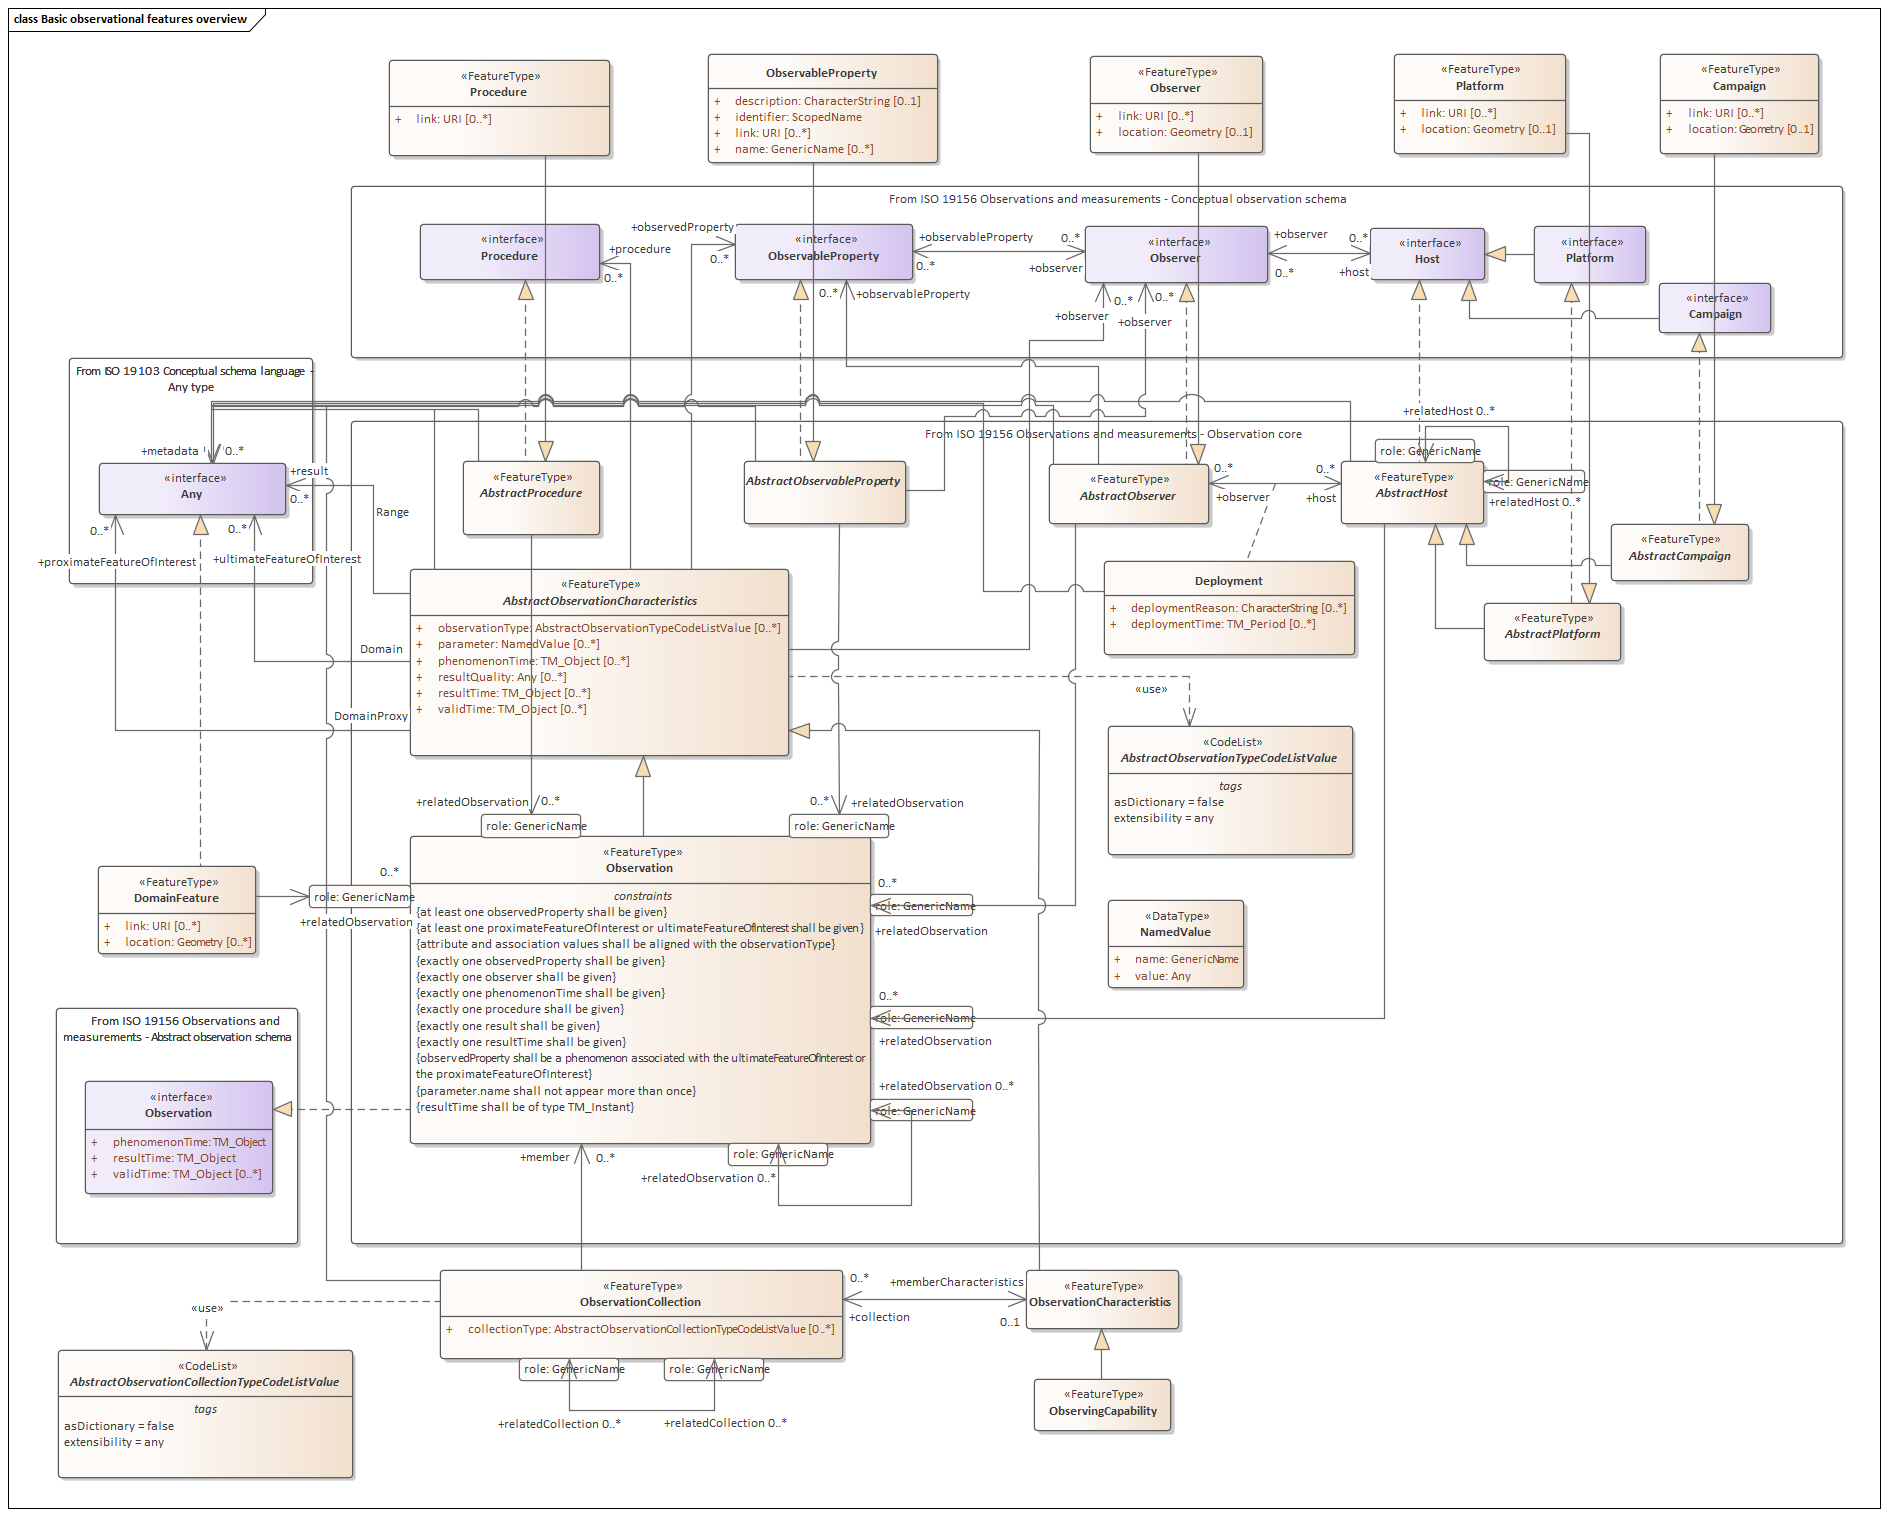 class Basic observational features overview
«FeatureType»
Procedure
+ link: URI [0..*]
ObservableProperty
+ description: CharacterString [0..1]
+ identifier: ScopedName
+ link: URI [0..*]
+ name: GenericName [0..*]
«FeatureType»
Observer
+ link: URI [0..*]
+ location: Geometry [0..1]
«FeatureType»
Platform
+ link: URI [0..*]
+ location: Geometry [0..1]
«FeatureType»
Campaign
+ link: URI [0..*]
+ location: Geometry [0..1]
From ISO 19156 Observations and measurements - Conceptual observation schema
«interface»
Procedure
+procedure
0..*
+observedProperty
0..*
«interface»
ObservableProperty
+observableProperty
0..*
0..*
+observer
«interface»
Observer
+observer
0..*
0..*
+host
«interface»
Host
«interface»
Platform
«interface»
Campaign
0..*
+observableProperty
0..*
+observer
0..*
+observer
From ISO 19103 Conceptual schema language -
Any type
+metadata
0..*
«interface»
Any
+result
0..*
Range
0..*
+proximateFeatureOfInterest
0..*
+ultimateFeatureOfInterest
Domain
DomainProxy
From ISO 19156 Observations and measurements - Observation core
«FeatureType»
AbstractProcedure
AbstractObservableProperty
«FeatureType»
AbstractObserver
0..*
+observer
0..*
+host
+relatedHost 0..*
role: GenericName
«FeatureType»
AbstractHost
role: GenericName
+relatedHost 0..*
«FeatureType»
AbstractCampaign
«FeatureType»
AbstractPlatform
Deployment
+ deploymentReason: CharacterString [0..*]
+ deploymentTime: TM_Period [0..*]
«FeatureType»
AbstractObservationCharacteristics
+ observationType: AbstractObservationTypeCodeListValue [0..*]
+ parameter: NamedValue [0..*]
+ phenomenonTime: TM_Object [0..*]
+ resultQuality: Any [0..*]
+ resultTime: TM_Object [0..*]
+ validTime: TM_Object [0..*]
«use»
«CodeList»
AbstractObservationTypeCodeListValue
tags
asDictionary = false
extensibility = any
+relatedObservation
0..*
role: GenericName
0..*
+relatedObservation
role: GenericName
«FeatureType»
Observation
constraints
{at least one observedProperty shall be given}
{at least one proximateFeatureOfInterest or ultimateFeatureOfInterest shall be given}
{attribute and association values shall be aligned with the observationType}
{exactly one observedProperty shall be given}
{exactly one observer shall be given}
{exactly one phenomenonTime shall be given}
{exactly one procedure shall be given}
{exactly one result shall be given}
{exactly one resultTime shall be given}
{observedProperty shall be a phenomenon associated with the ultimateFeatureOfInterest or
the proximateFeatureOfInterest}
{parameter.name shall not appear more than once}
{resultTime shall be of type TM_Instant}
«FeatureType»
DomainFeature
+ link: URI [0..*]
+ location: Geometry [0..*]
0..*
role: GenericName
+relatedObservation
0..*
role: GenericName
+relatedObservation
0..*
role: GenericName
+relatedObservation
+relatedObservation 0..*
role: GenericName
role: GenericName
+relatedObservation 0..*
«DataType»
NamedValue
+ name: GenericName
+ value: Any
From ISO 19156 Observations and
measurements - Abstract observation schema
«interface»
Observation
+ phenomenonTime: TM_Object
+ resultTime: TM_Object
+ validTime: TM_Object [0..*]
+member
0..*
«FeatureType»
ObservationCollection
+ collectionType: AbstractObservationCollectionTypeCodeListValue [0..*]
0..*
+collection
+memberCharacteristics
0..1
«FeatureType»
ObservationCharacteristics
«FeatureType»
ObservingCapability
role: GenericName
role: GenericName
+relatedCollection 0..*
+relatedCollection 0..*
«use»
«CodeList»
AbstractObservationCollectionTypeCodeListValue
tags
asDictionary = false
extensibility = any